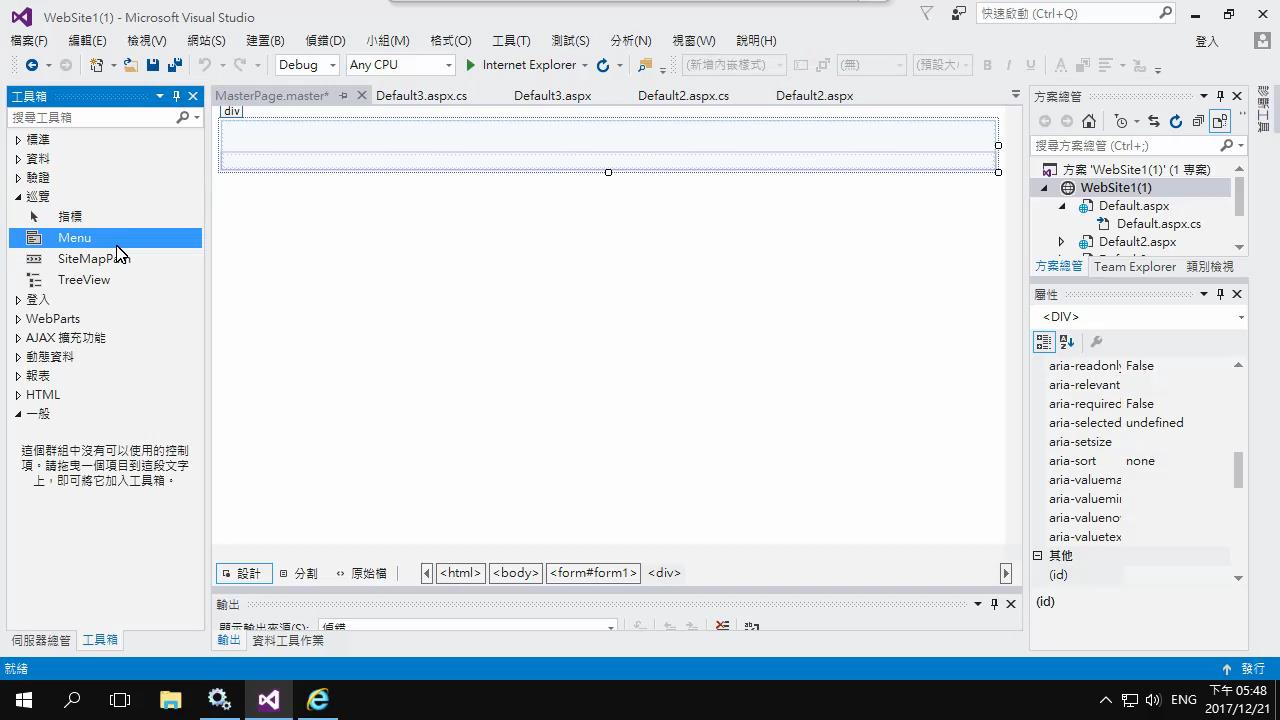 WebSite1(1) - Microsoft Visual Studio
快速啟動 (Ctrl+Q)
檔案(F) 編輯(E) 檢視(V) 網站(S) 建置(B) 偵錯(D) 小組(M) 格式(O) 工具(T) 測試(S) 分析(N) 視窗(W) 說明(H)
登入
Debug Any CPU Internet Explorer (新增內嵌樣式) (無) (預設大 B I U A
工具箱
搜尋工具箱
標準
資料
驗證
巡覽
指標
Menu
SiteMapPath
TreeView
登入
WebParts
AJAX 擴充功能
動態資料
報表
HTML
一般
這個群組中沒有可以使用的控制
項。請拖曳一個項目到這段文字
上，即可將它加入工具箱。
伺服器總管 工具箱
MasterPage.master* Default3.aspx.cs Default3.aspx Default2.aspx.cs Default2.aspx
div
設計 分割 原始檔 <html> <body> <form#form1> <div>
輸出
顯示輸出來源(S): 偵錯
輸出 資料工具作業
方案總管
搜尋方案總管 (Ctrl+;)
方案 'WebSite1(1)' (1 專案)
WebSite1(1)
Default.aspx
Default.aspx.cs
Default2.aspx
方案總管 Team Explorer 類別檢視
屬性
<DIV>
aria-readonly False
aria-relevant
aria-required False
aria-selected undefined
aria-setsize
aria-sort none
aria-valuema
aria-valuemin
aria-valueno
aria-valuetex
其他
(id)
(id)
就緒
發行
ENG
下午 05:48
2017/12/21